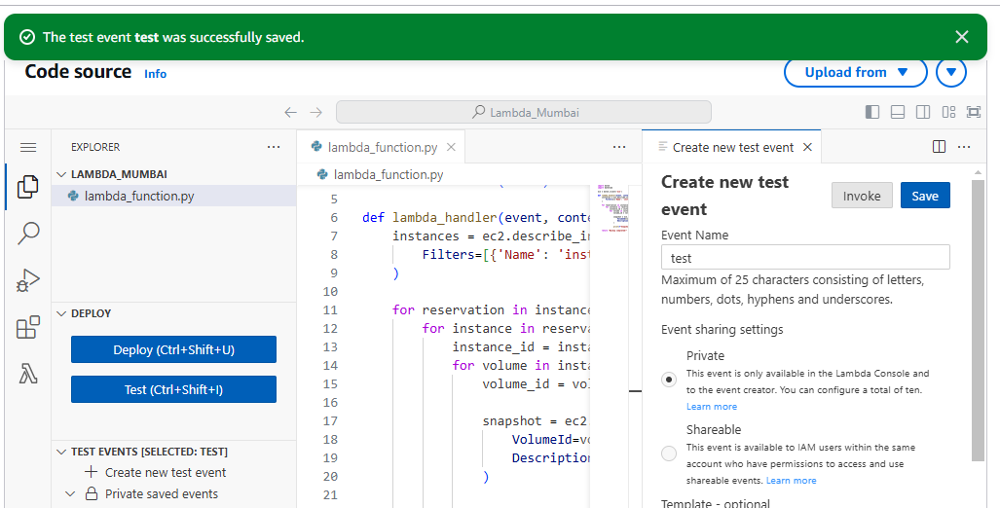 The test event test was successfully saved.
Code source Info
Upload from
Lambda_Mumbai
EXPLORER
LAMBDA_MUMBAI
lambda_function.py
DEPLOY
Deploy (Ctrl+Shift+U)
Test (Ctrl+Shift+I)
TEST EVENTS [SELECTED: TEST]
Create new test event
Private saved events
lambda_function.py
lambda_function.py
5
6 def lambda_handler(event, conte
7 instances = ec2.describe_in
8 Filters=[{'Name': 'inst
9 )
10
11 for reservation in instance
12 for instance in reserva
13 instance_id = insta
14 for volume in insta
15 volume_id = vol
16
17 snapshot = ec2
18 VolumeId=vo
19 Description
20 )
21
Create new test event
Create new test
event
Invoke
Save
Event Name
test
Maximum of 25 characters consisting of letters,
numbers, dots, hyphens and underscores.
Event sharing settings
Private
This event is only available in the Lambda Console and
to the event creator. You can configure a total of ten.
Learn more
Shareable
This event is available to IAM users within the same
account who have permissions to access and use
shareable events. Learn more
Template - optional